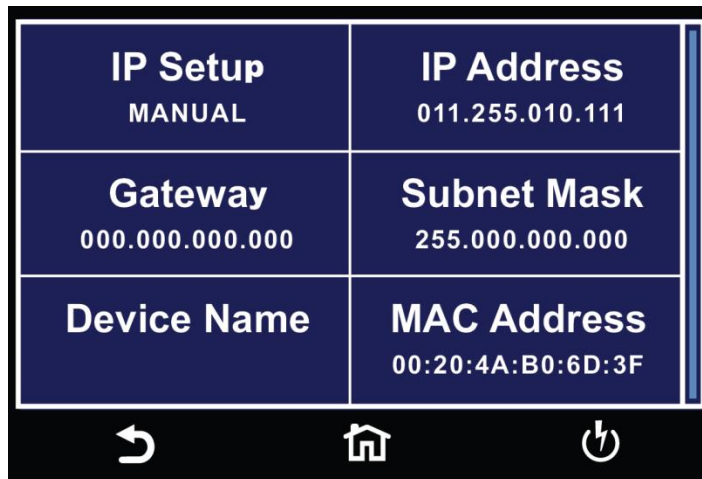 IP Setup
MANUAL
IP Address
011.255.010.111
Gateway
000.000.000.000
Subnet Mask
255.000.000.000
Device Name
MAC Address
00:20:4A:B0:6D:3F